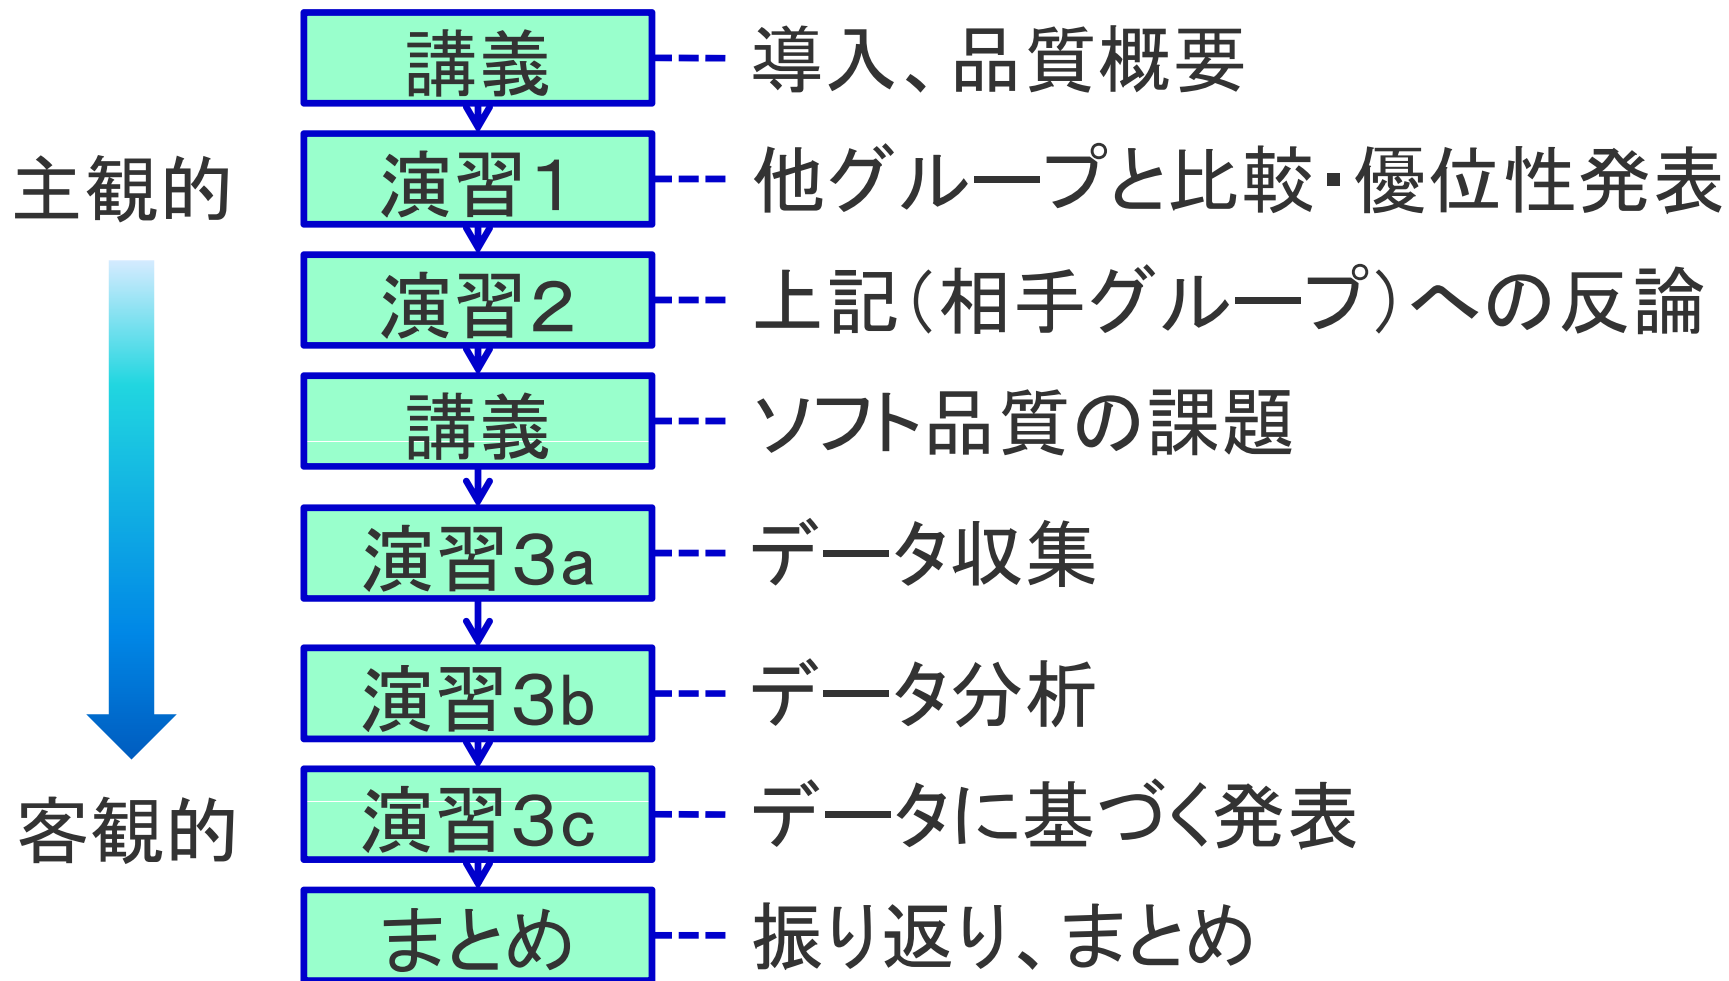 講義 導入、品質概要
主観的
演習１ 他グループと比較・優位性発表
演習２ 上記（相手グループ）への反論
講義 ソフト品質の課題
演習３a データ収集
演習３b データ分析
客観的
演習３c データに基づく発表
まとめ 振り返り、まとめ